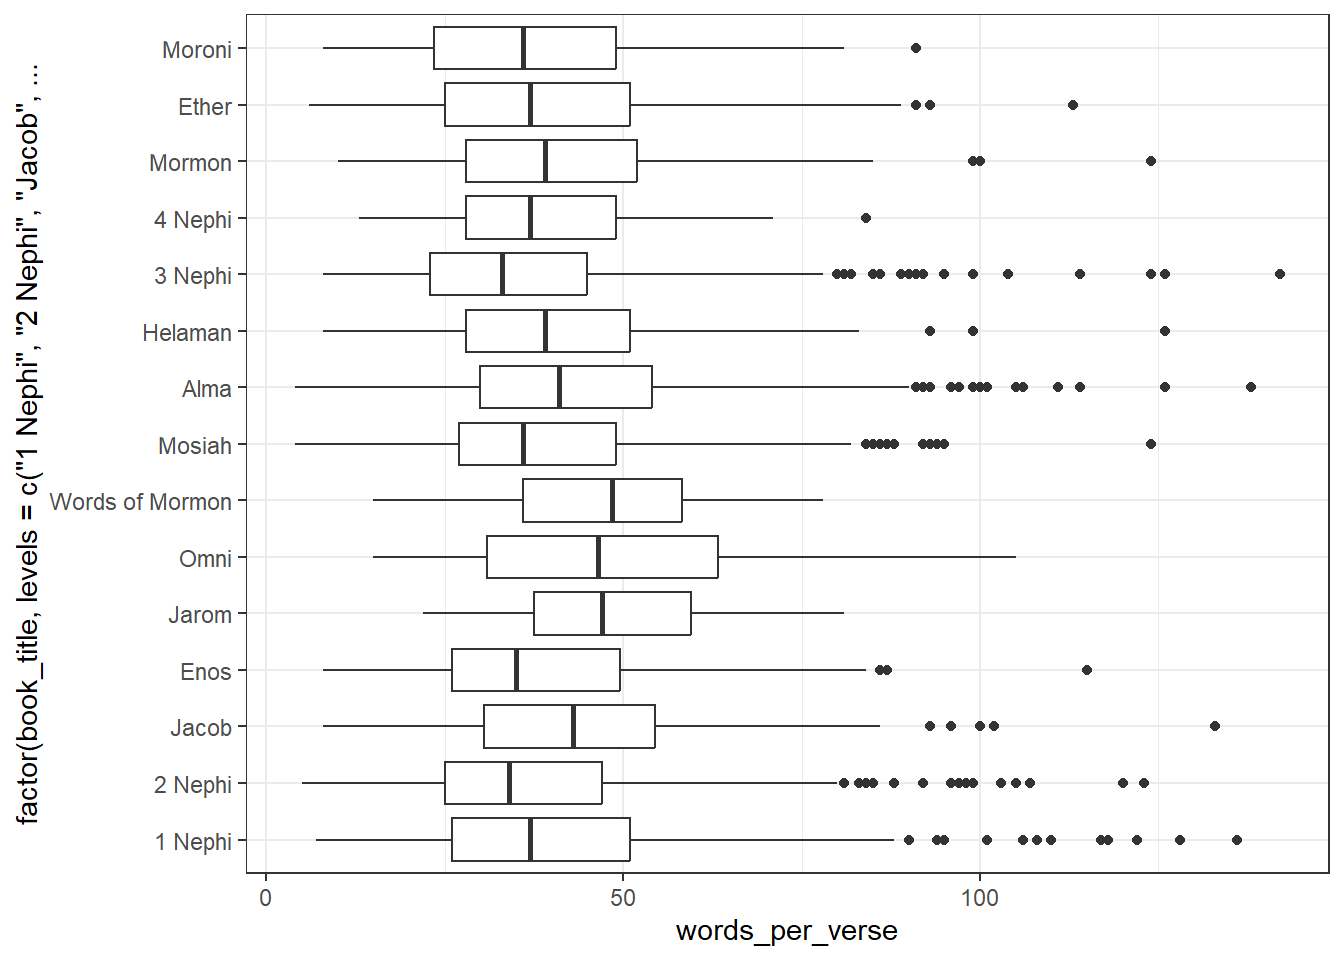 factor(book_title, levels = c("1 Nephi", "2 Nephi", "Jacob", ...
Moroni
Ether
Mormon
4 Nephi
3 Nephi
Helaman
Alma
Mosiah
Words of Mormon
Omni
Jarom
Enos
Jacob
2 Nephi
1 Nephi
0 50 100
words_per_verse